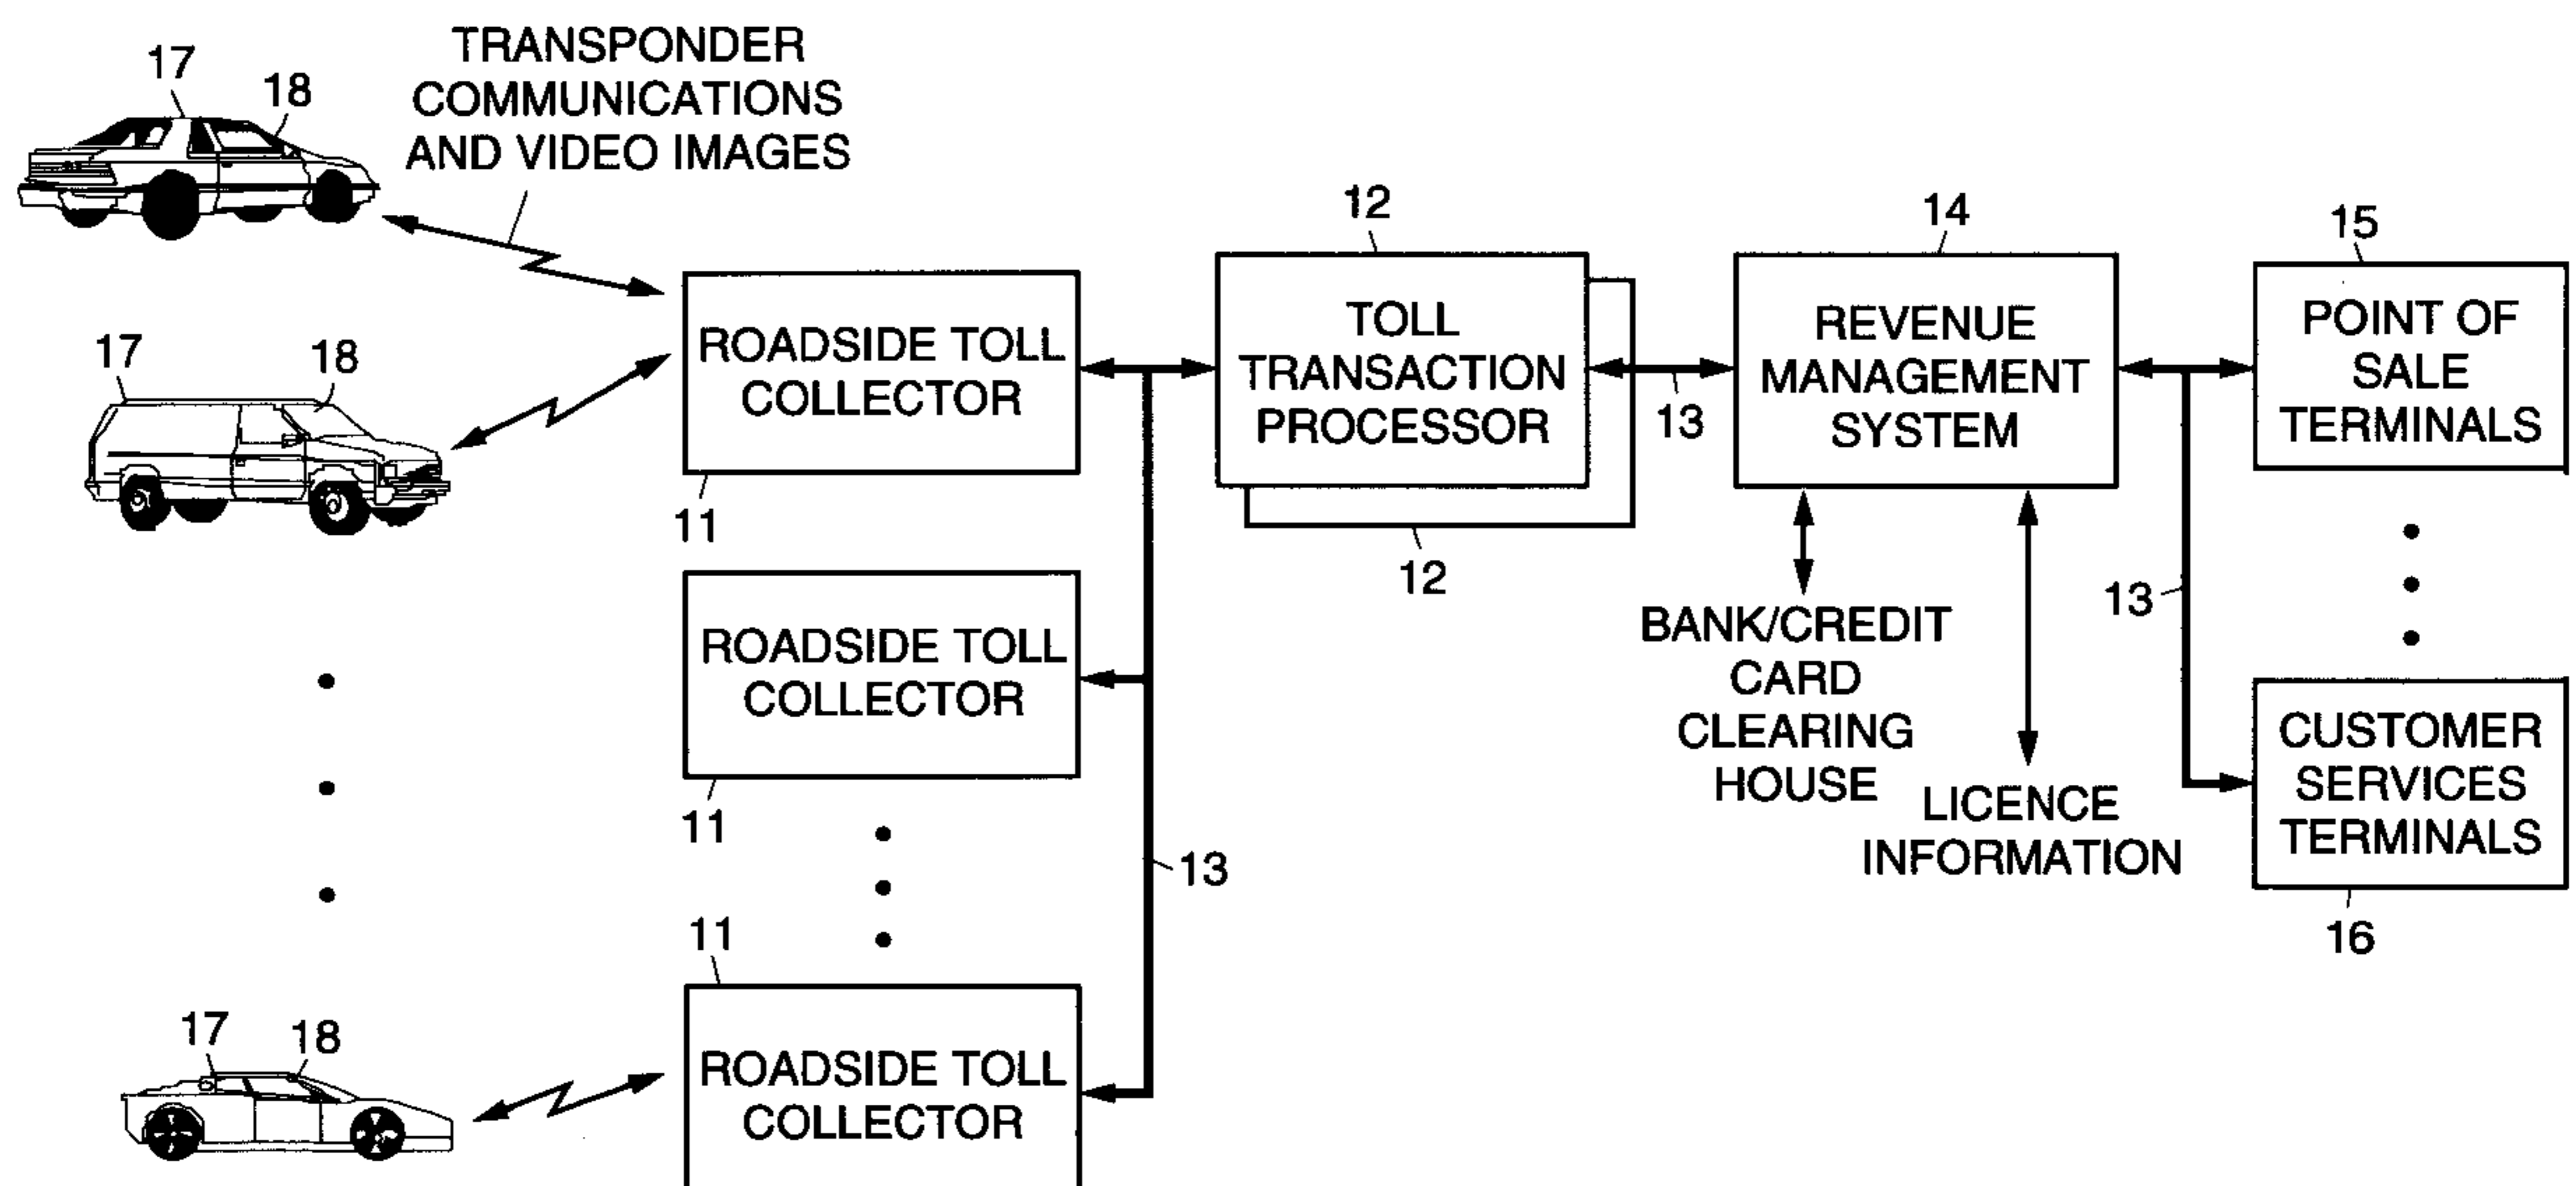 17
18
TRANSPONDER
COMMUNICATIONS
AND VIDEO IMAGES
17
18
17
18
ROADSIDE TOLL
COLLECTOR
11
ROADSIDE TOLL
COLLECTOR
11
11
ROADSIDE TOLL
COLLECTOR
13
12
TOLL
TRANSACTION
PROCESSOR
12
13
14
REVENUE
MANAGEMENT
SYSTEM
BANK/CREDIT
CARD
CLEARING
HOUSE
LICENCE
INFORMATION
13
15
POINT OF
SALE
TERMINALS
CUSTOMER
SERVICES
TERMINALS
16